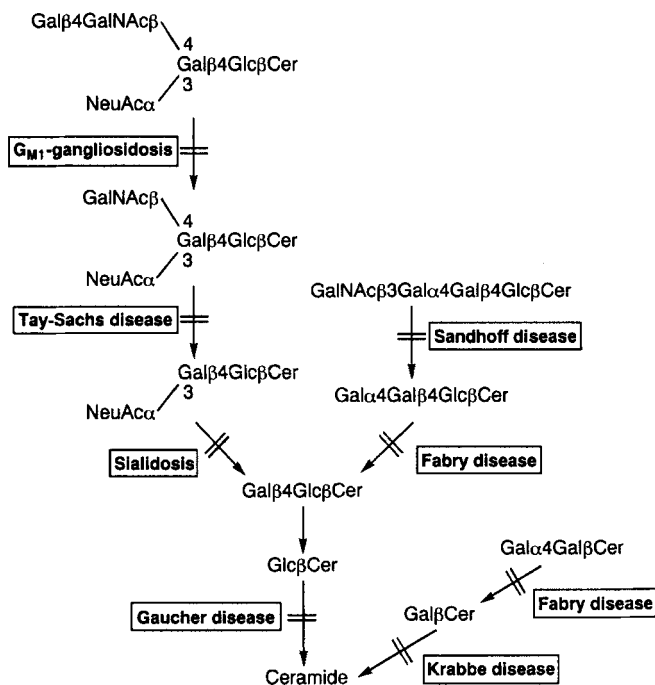 Galβ4GalNAcβ
4
Galβ4GlcβCer
3
NeuAcα
GM1-gangliosidosis
GalNAcβ
4
Galβ4GlcβCer
3
NeuAcα
GalNAcβ3Galα4Galβ4GlcβCer
Tay-Sachs disease
Sandhoff disease
Galβ4GlcβCer
3
NeuAcα
Galα4Galβ4GlcβCer
Sialidosis
Fabry disease
Galβ4GlcβCer
GlcβCer
Galα4GalβCer
Gaucher disease
Fabry disease
GalβCer
Krabbe disease
Ceramide